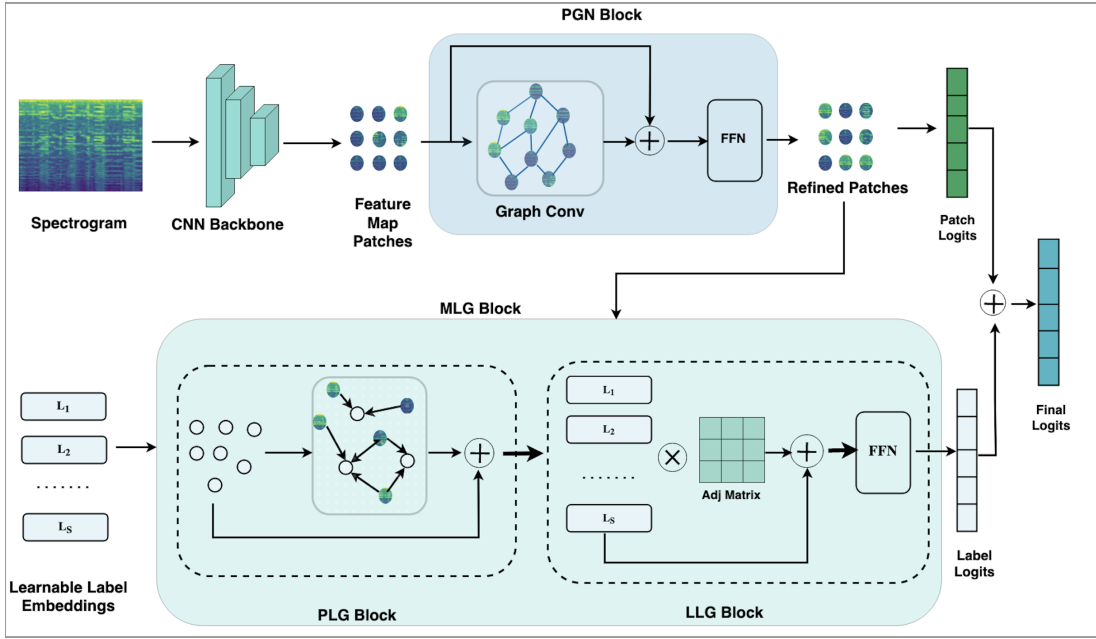 PGN Block
Spectrogram
CNN Backbone
Feature
Map
Patches
Graph Conv
FFN
Refined Patches
Patch
Logits
MLG Block
L1
L2
.......
LS
Learnable Label
Embeddings
PLG Block
L1
L2
.......
LS
Adj Matrix
FFN
LLG Block
Label
Logits
Final
Logits